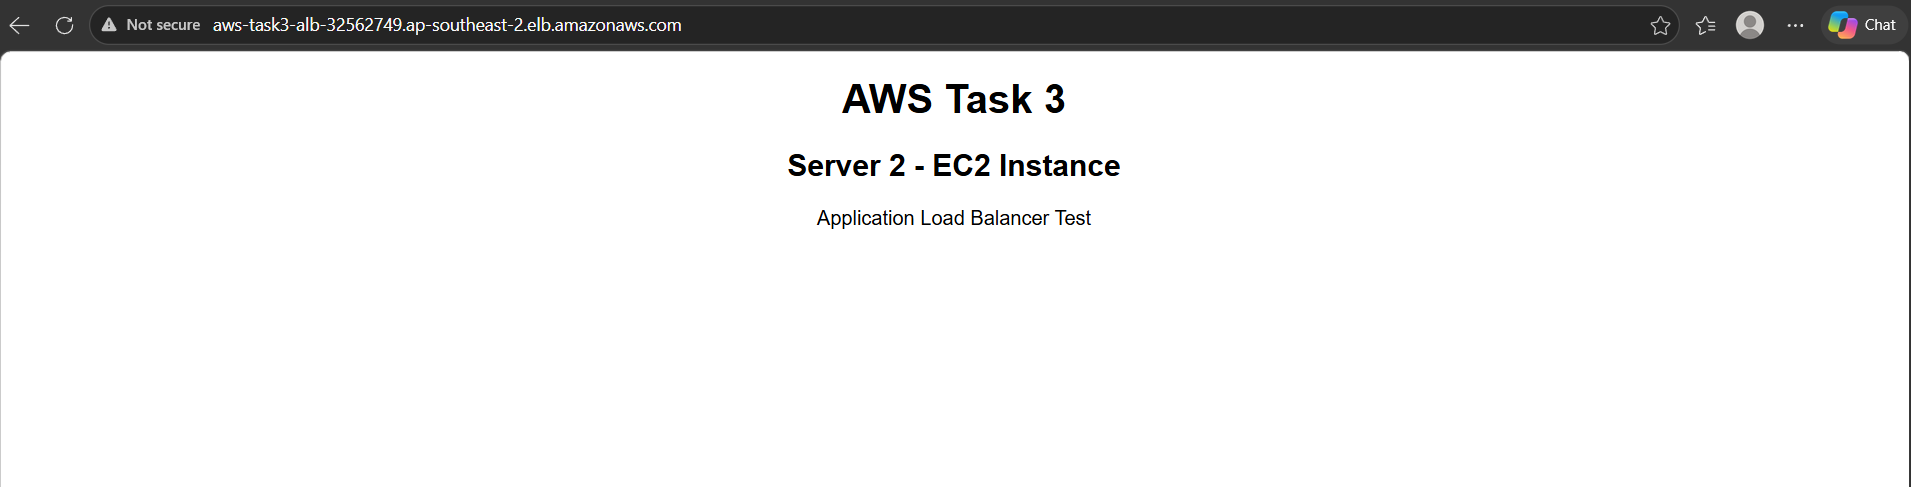 Not secure aws-task3-alb-32562749.ap-southeast-2.elb.amazonaws.com Chat
AWS Task 3
Server 2 - EC2 Instance
Application Load Balancer Test